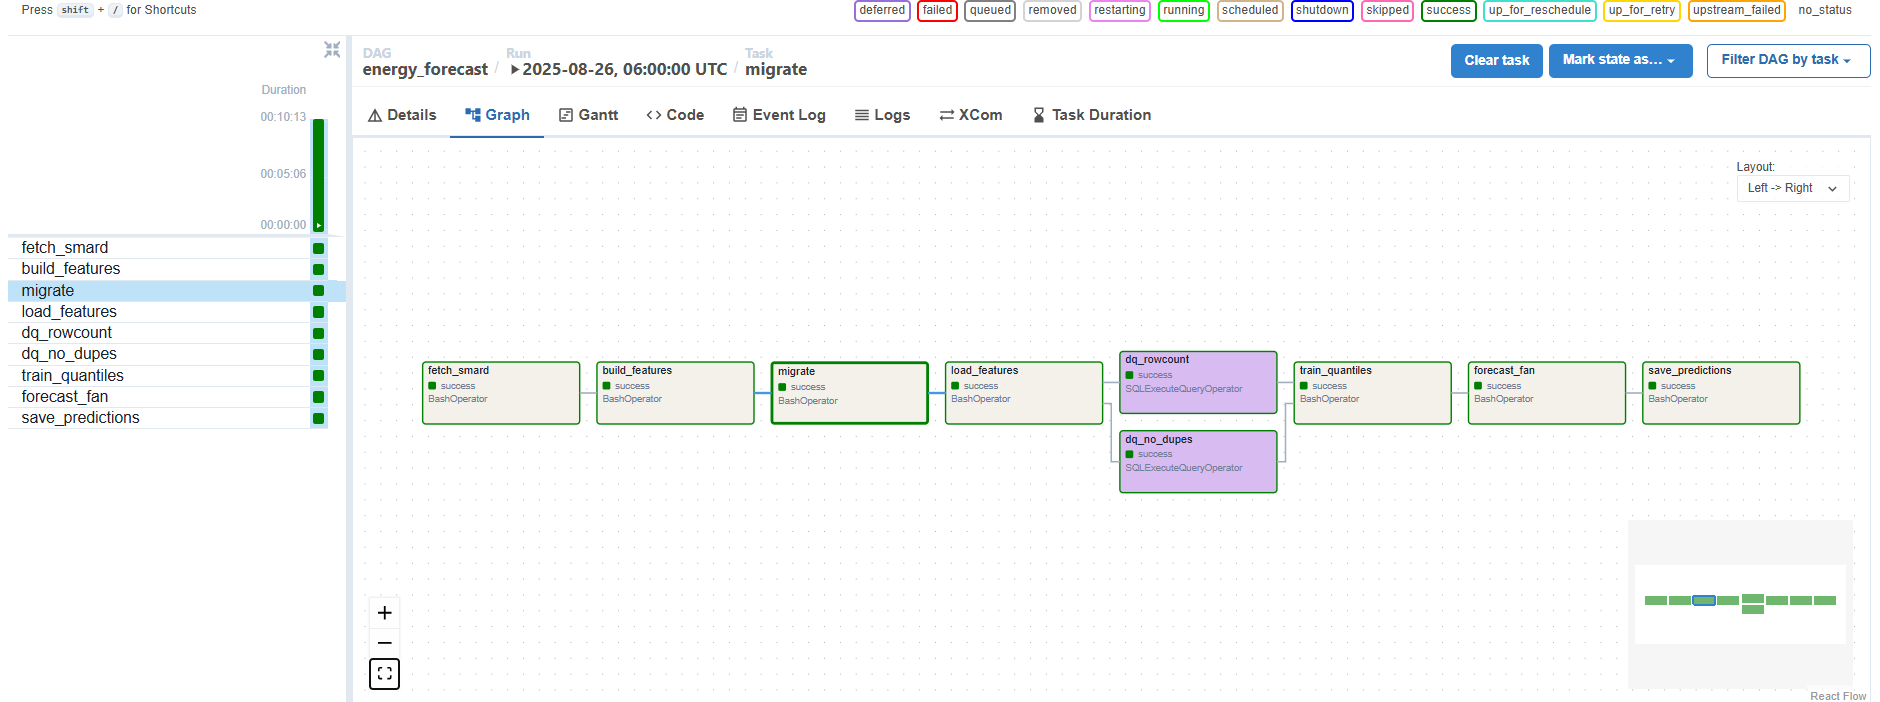 Press shift + / for Shortcuts
deferred failed queued removed restarting running scheduled shutdown skipped success up_for_reschedule up_for_retry upstream_failed no_status
DAG
energy_forecast
/
Run
2025-08-26, 06:00:00 UTC
/
Task
migrate
Clear task
Mark state as...
Filter DAG by task
Duration
00:10:13
00:05:06
00:00:00
fetch_smard
build_features
migrate
load_features
dq_rowcount
dq_no_dupes
train_quantiles
forecast_fan
save_predictions
Details Graph Gantt Code Event Log Logs XCom Task Duration
Layout:
Left -> Right
fetch_smard
success
BashOperator
build_features
success
BashOperator
migrate
success
BashOperator
load_features
success
BashOperator
dq_rowcount
success
SQLExecuteQueryOperator
dq_no_dupes
success
SQLExecuteQueryOperator
train_quantiles
success
BashOperator
forecast_fan
success
BashOperator
save_predictions
success
BashOperator
React Flow